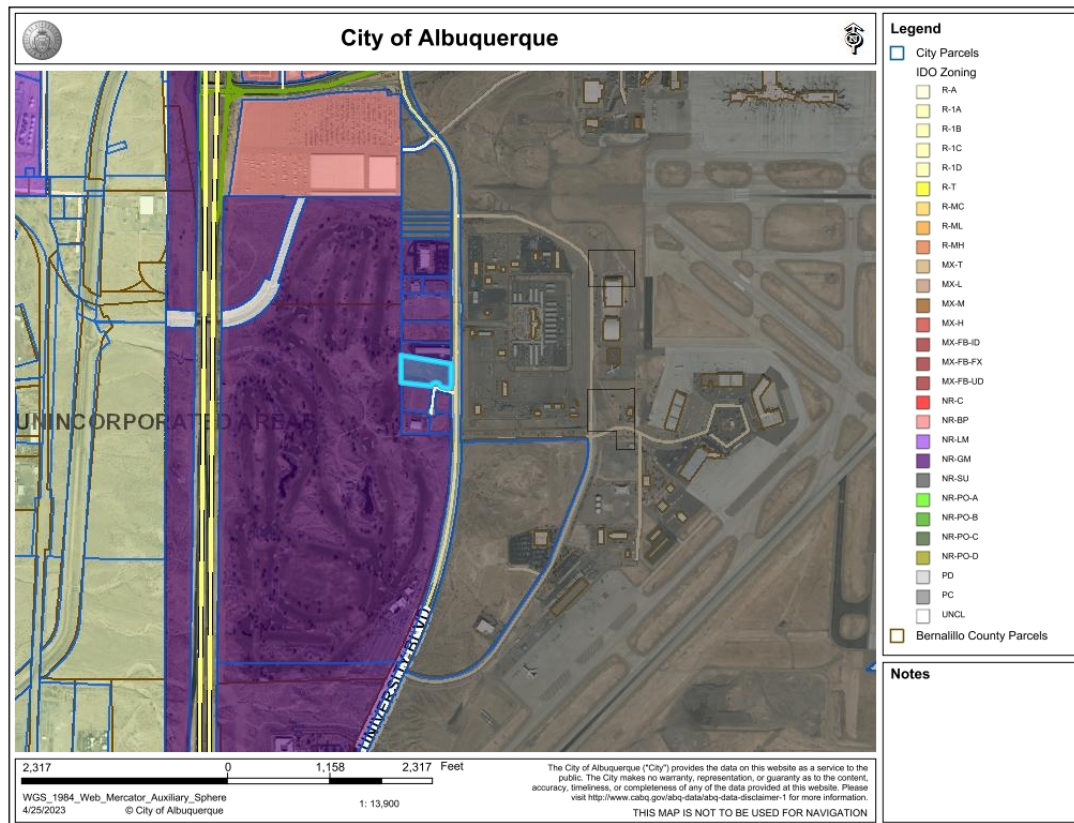 City of Albuquerque
Legend
City Parcels
IDO Zoning
R-A
R-1A
R-1B
R-1C
R-1D
R-T
R-MC
R-ML
R-MH
MX-T
MX-L
MX-M
MX-H
MX-FB-ID
MX-FB-FX
MX-FB-UD
NR-C
NR-BP
NR-LM
NR-GM
NR-SU
NR-PO-A
NR-PO-B
NR-PO-C
NR-PO-D
PD
PC
UNCL
Bernalillo County Parcels
Notes
UNINCORPORATED AREAS
UNIVERSITY BLVD
2,317 0 1,158 2,317 Feet
WGS_1984_Web_Mercator_Auxiliary_Sphere
4/25/2023 © City of Albuquerque
1: 13,900
The City of Albuquerque ("City") provides the data on this website as a service to the
public. The City makes no warranty, representation, or guaranty as to the content,
accuracy, timeliness, or completeness of any of the data provided at this website. Please
visit http://www.cabq.gov/abq-data/abq-data-disclaimer-1 for more information.
THIS MAP IS NOT TO BE USED FOR NAVIGATION